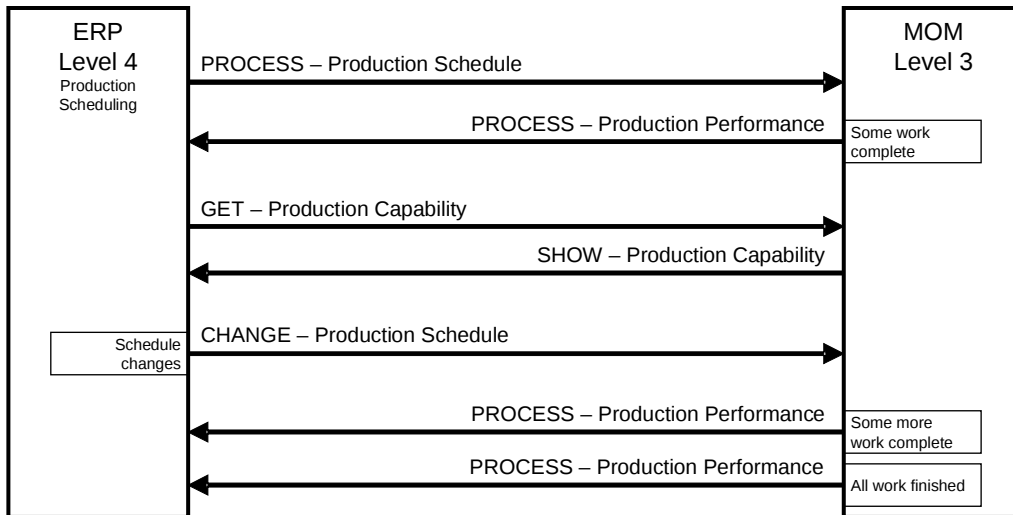 ERP
Level 4
Production
Scheduling
MOM
Level 3
PROCESS – Production Schedule
PROCESS – Production Performance
Some work
complete
GET – Production Capability
SHOW – Production Capability
Schedule
changes
CHANGE – Production Schedule
PROCESS – Production Performance
Some more
work complete
PROCESS – Production Performance
All work finished